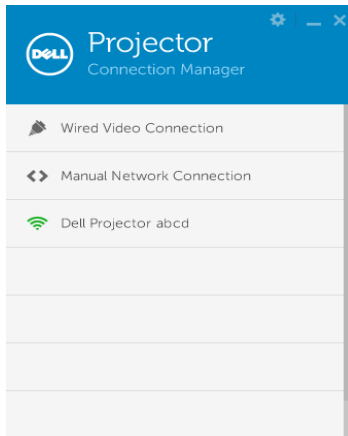 DELL
Projector
Connection Manager
Wired Video Connection
Manual Network Connection
Dell Projector abcd